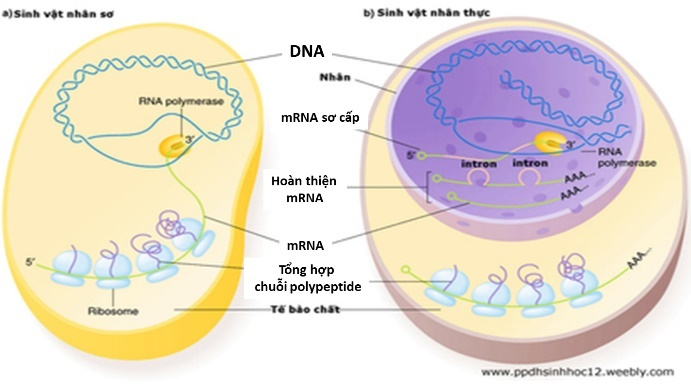 a) Sinh vật nhân sơ
b) Sinh vật nhân thực
DNA
Nhân
RNA polymerase
3'
mRNA sơ cấp
5'
3'
RNA
polymerase
intron
intron
AAA...
AAA...
Hoàn thiện
mRNA
mRNA
5'
AAA...
Tổng hợp
chuỗi polypeptide
Ribosome
Tế bào chất
www.ppdhsinhhoc12.weebly.com